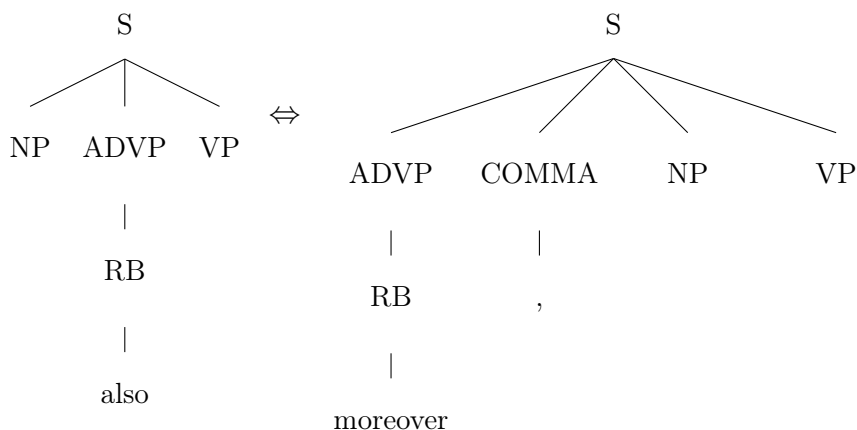 S
NP ADVP VP
RB
also
⇔
S
ADVP COMMA NP VP
RB ,
moreover